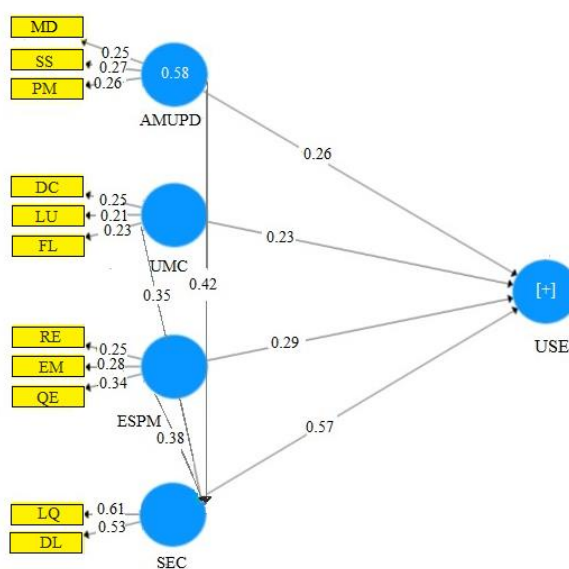 MD
0.25
SS
0.27
PM
0.26
0.58
AMUPD
0.26
DC
0.25
LU
0.21
FL
0.23
UMC
0.23
0.35
0.42
[+]
USE
RE
0.25
EM
0.28
QE
0.34
0.29
ESPM
0.38
0.57
LQ
0.61
DL
0.53
SEC